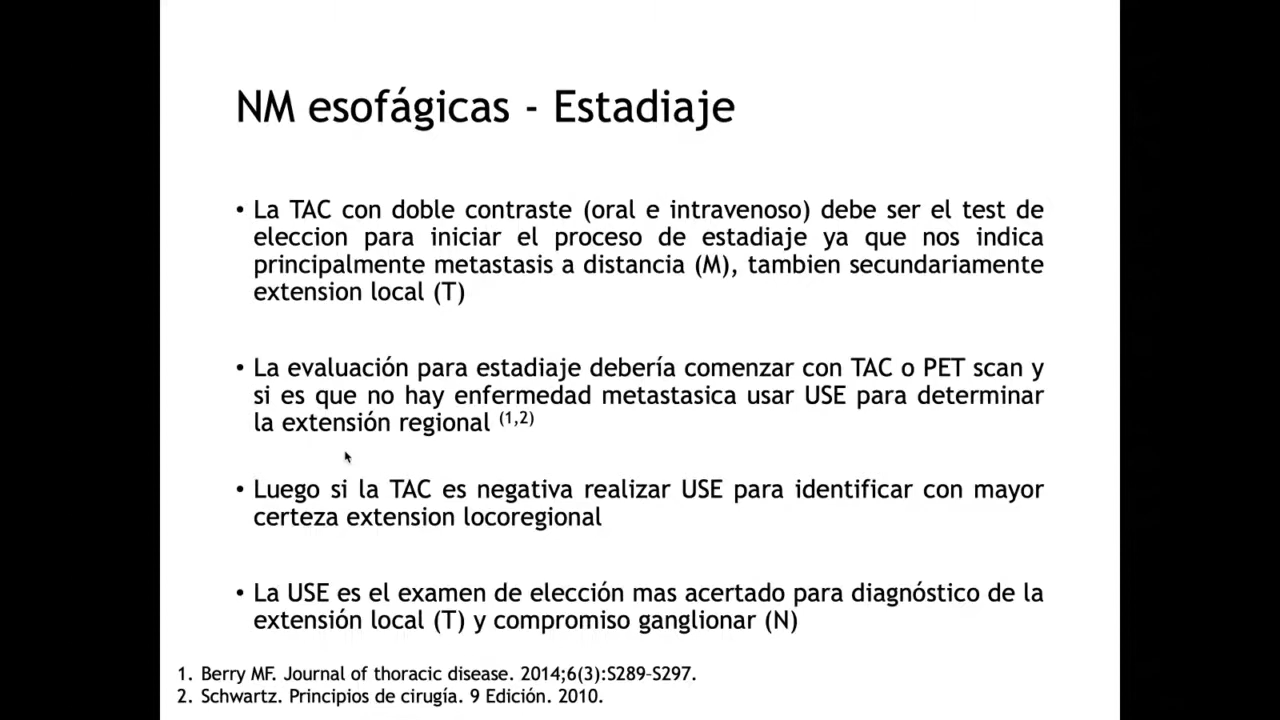 NM esofágicas - Estadiaje
• La TAC con doble contraste (oral e intravenoso) debe ser el test de
eleccion para iniciar el proceso de estadiaje ya que nos indica
principalmente metastasis a distancia (M), tambien secundariamente
extension local (T)
• La evaluación para estadiaje debería comenzar con TAC o PET scan y
si es que no hay enfermedad metastasica usar USE para determinar
la extensión regional (1,2)
• Luego si la TAC es negativa realizar USE para identificar con mayor
certeza extension locoregional
• La USE es el examen de elección mas acertado para diagnóstico de la
extensión local (T) y compromiso ganglionar (N)
1. Berry MF. Journal of thoracic disease. 2014;6(3):S289–S297.
2. Schwartz. Principios de cirugía. 9 Edición. 2010.